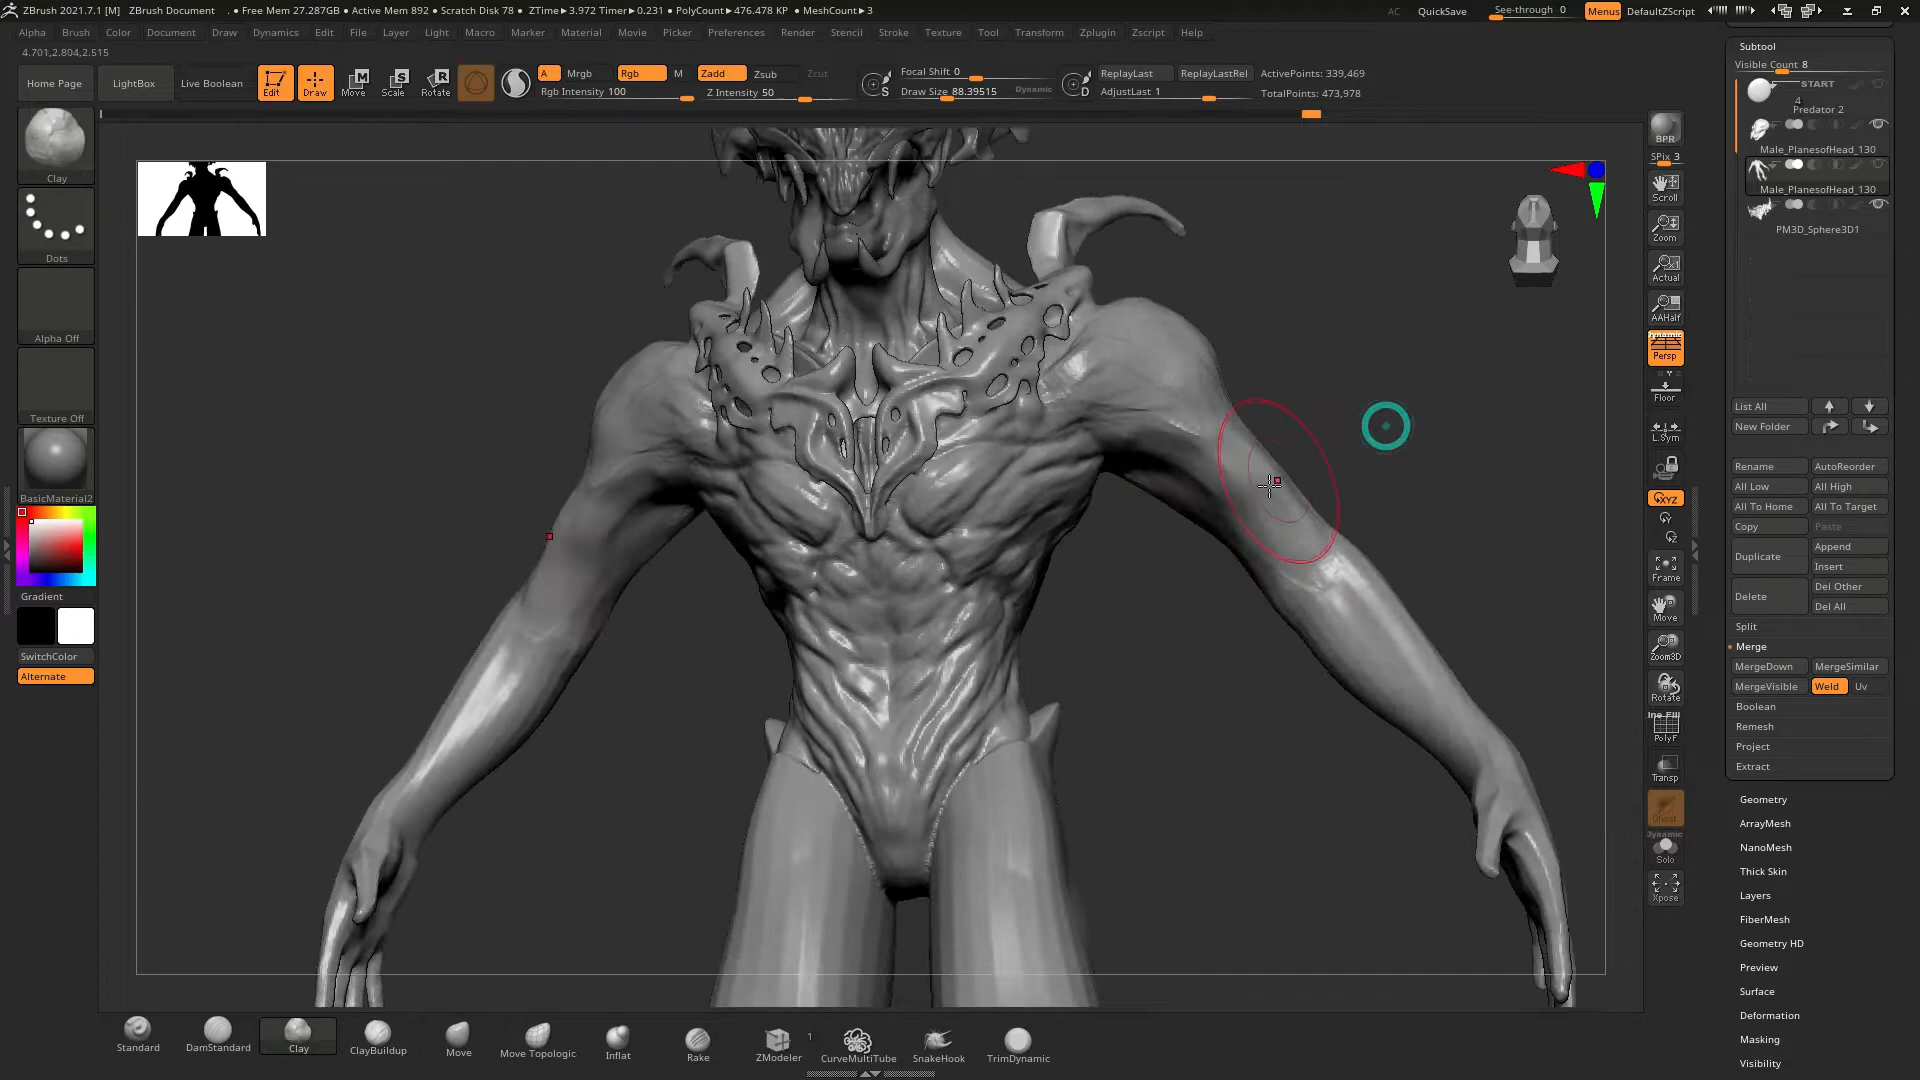 ZBrush 2021.7.1 [M] ZBrush Document . ● Free Mem 27.287GB ● Active Mem 892 ● Scratch Disk 78 ● ZTime►3.972 Timer►0.231 ● PolyCount►476.478 KP ● MeshCount►3 AC QuickSave See-through 0 Menus DefaultZScript
Alpha Brush Color Document Draw Dynamics Edit File Layer Light Macro Marker Material Movie Picker Preferences Render Stencil Stroke Texture Tool Transform Zplugin Zscript Help
4.701,2.804,2.515
Home Page LightBox Live Boolean Edit Draw Move Scale Rotate
A Mrgb Rgb M Zadd Zsub Zcut
Rgb Intensity 100 Z Intensity 50
S Focal Shift 0
Draw Size 88.39515 Dynamic
D ReplayLast ReplayLastRel ActivePoints: 339,469
AdjustLast 1 TotalPoints: 473,978
Clay
Dots
Alpha Off
Texture Off
BasicMaterial2
Gradient
SwitchColor
Alternate
BPR
SPix 3
Scroll
Zoom
Actual
AAHalf
Dynamic
Persp
Floor
L.Sym
XYZ
Frame
Move
Zoom3D
Rotate
Line Fill
PolyF
Transp
Ghost
Dynamic
Solo
Xpose
Subtool
Visible Count 8
START
4
Predator 2
Male_PlanesofHead_130
Male_PlanesofHead_130
PM3D_Sphere3D1
List All
New Folder
Rename AutoReorder
All Low All High
All To Home All To Target
Copy Paste
Duplicate Append
Insert
Delete Del Other
Del All
Split
Merge
MergeDown MergeSimilar
MergeVisible Weld Uv
Boolean
Remesh
Project
Extract
Geometry
ArrayMesh
NanoMesh
Thick Skin
Layers
FiberMesh
Geometry HD
Preview
Surface
Deformation
Masking
Visibility
Standard DamStandard Clay ClayBuildup Move Move Topologic Inflat Rake ZModeler 1 CurveMultiTube SnakeHook TrimDynamic